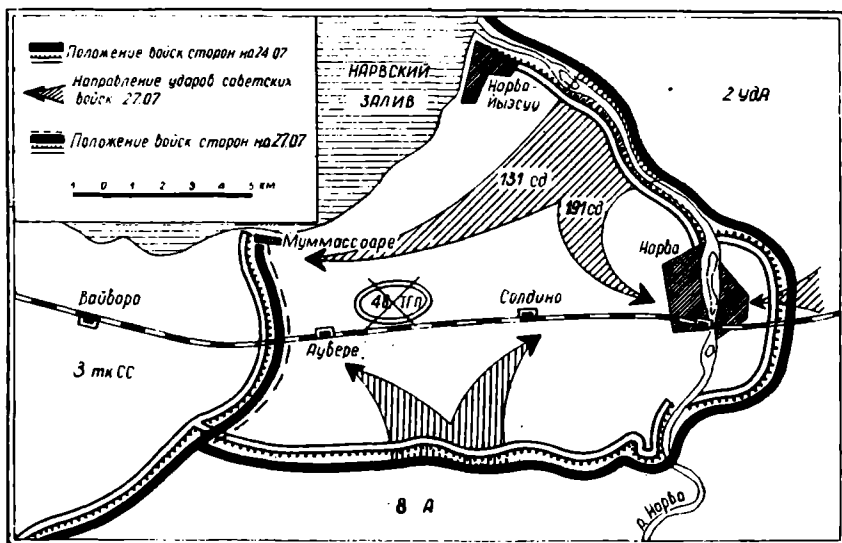 Положение войск сторон на 24.07
Направление ударов советских
войск 27.07
Положение войск сторон на 27.07
1 0 1 2 3 4 5 км
НАРВСКИЙ
ЗАЛИВ
Нарва-
Йыэсуу
2 УдА
131 сд
191 сд
Муммассааре
Нарва
Вайвара
48 ТГп
Солдино
Аувере
3 тк СС
8 А
р. Нарва